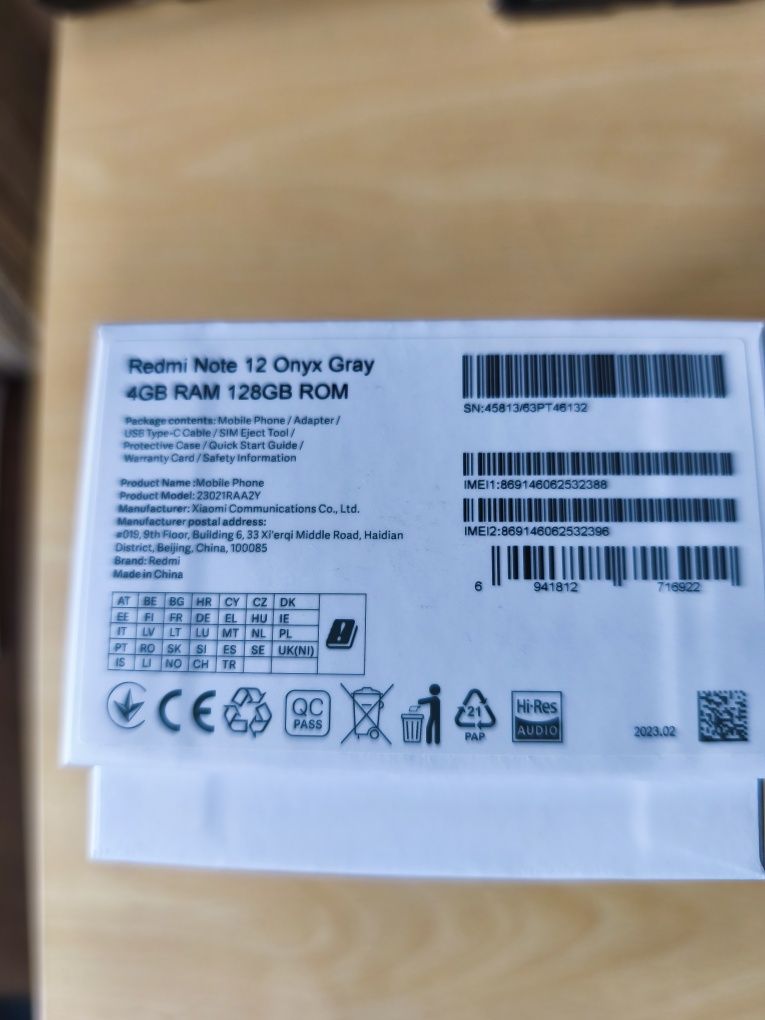 Redmi Note 12 Onyx Gray
4GB RAM 128GB ROM
Package contents: Mobile Phone / Adapter /
USB Type-C Cable / SIM Eject Tool /
Protective Case / Quick Start Guide /
Warranty Card / Safety Information
Product Name :Mobile Phone
Product Model: 23021RAA2Y
Manufacturer: Xiaomi Communications Co., Ltd.
Manufacturer postal address:
#019, 9th Floor, Building 6, 33 Xi'erqi Middle Road, Haidian
District, Beijing, China, 100085
Brand: Redmi
Made in China
SN:45813/63PT46132
IMEI1:869146062532388
IMEI2:869146062532396
6 941812 716922
AT BE BG HR CY CZ DK
EE FI FR DE EL HU IE
IT LV LT LU MT NL PL
PT RO SK SI ES SE UK(NI)
IS LI NO CH TR
CE
QC
PASS
21
PAP
Hi-Res
AUDIO
2023.02